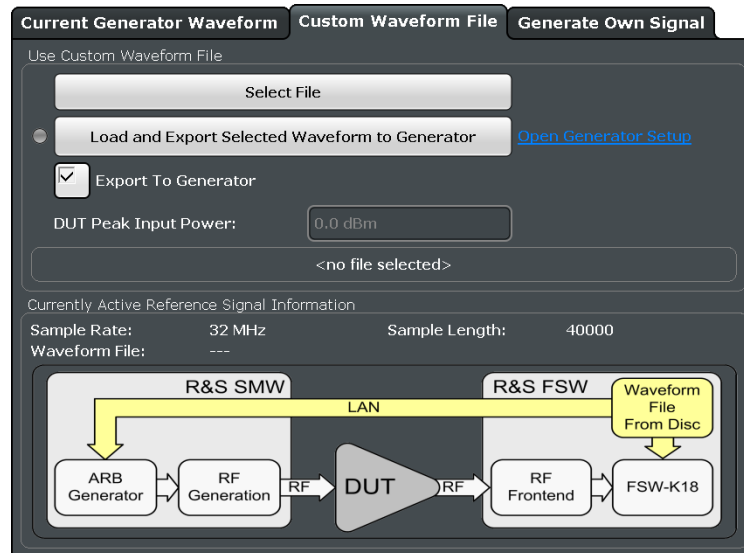 Current Generator Waveform Custom Waveform File Generate Own Signal
Use Custom Waveform File
Select File
Load and Export Selected Waveform to Generator Open Generator Setup
Export To Generator
DUT Peak Input Power: 0.0 dBm
<no file selected>
Currently Active Reference Signal Information
Sample Rate: 32 MHz Sample Length: 40000
Waveform File: ---
R&S SMW R&S FSW
LAN
Waveform
File
From Disc
ARB
Generator
RF
Generation
RF
DUT
RF
RF
Frontend
FSW-K18